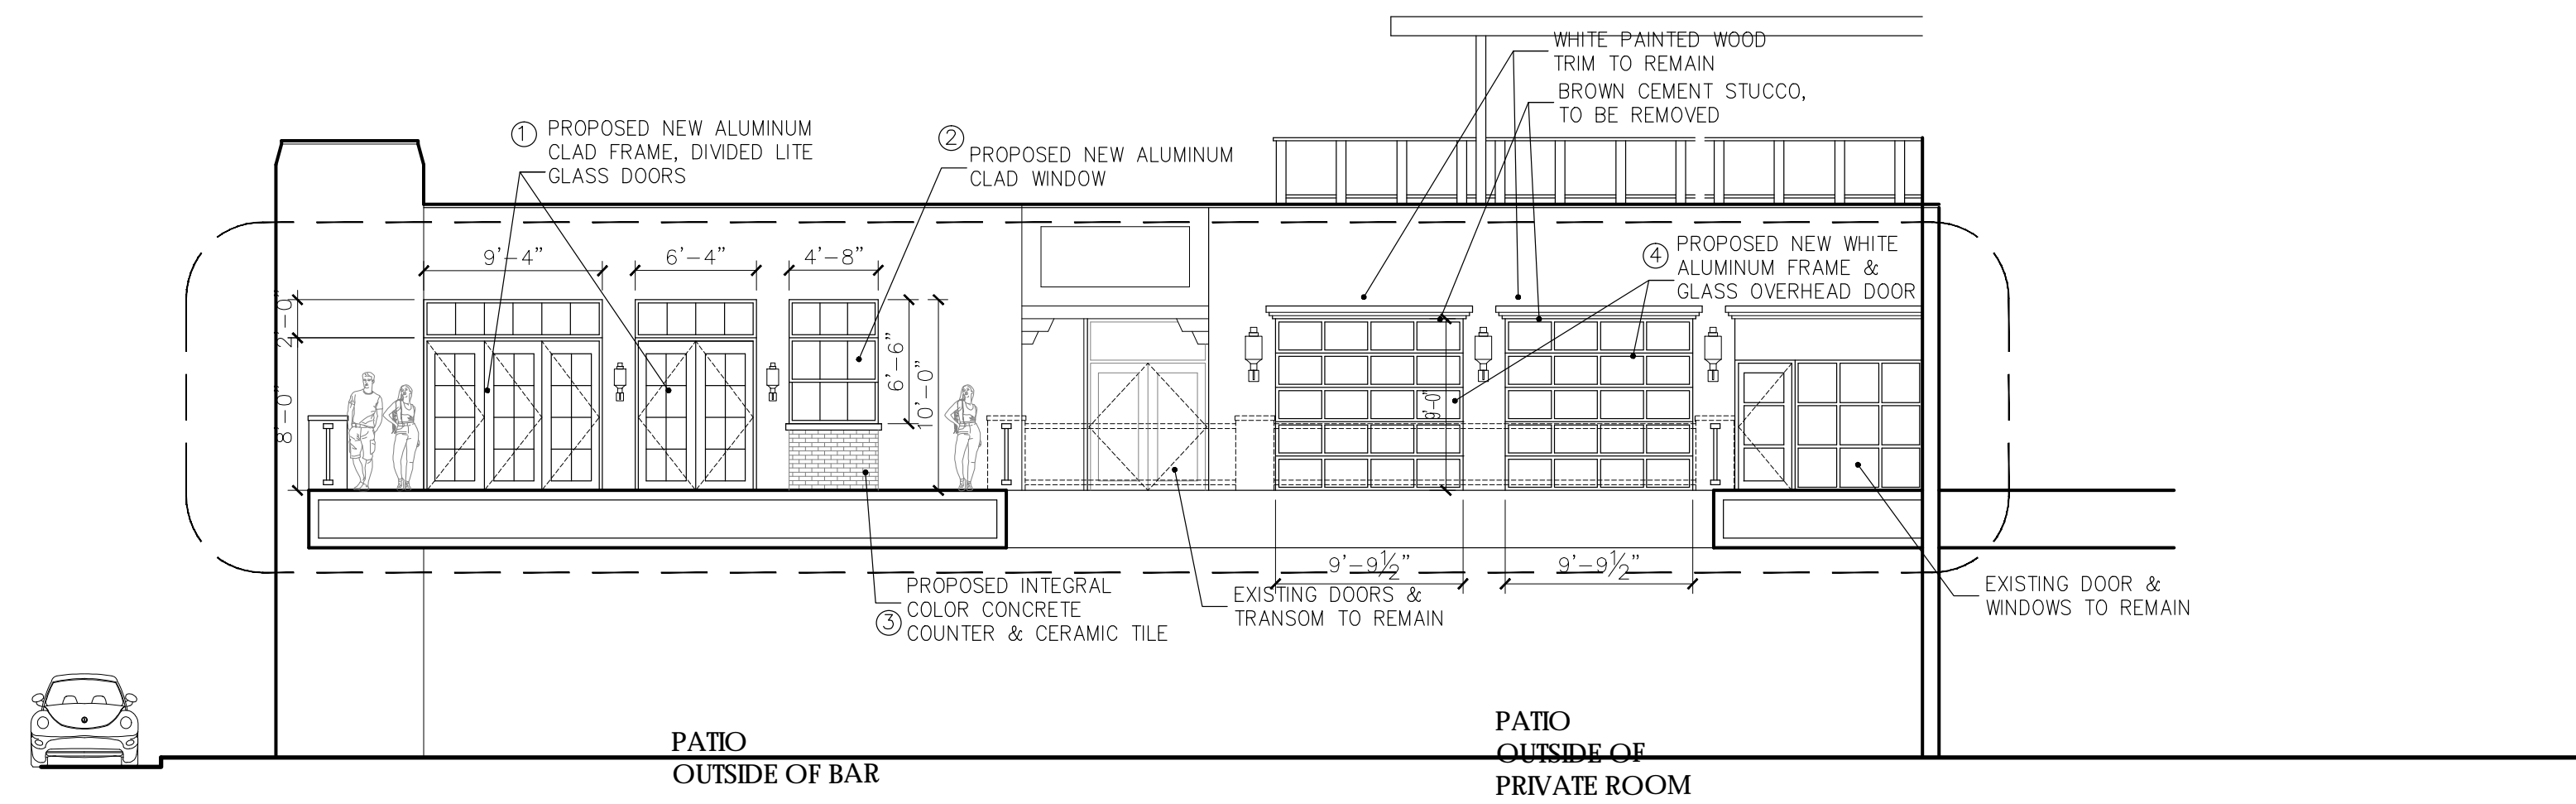 WHITE PAINTED WOOD
TRIM TO REMAIN
BROWN CEMENT STUCCO,
TO BE REMOVED
1 PROPOSED NEW ALUMINUM
CLAD FRAME, DIVIDED LITE
GLASS DOORS
2
PROPOSED NEW ALUMINUM
CLAD WINDOW
4 PROPOSED NEW WHITE
ALUMINUM FRAME &
GLASS OVERHEAD DOOR
9'-4"
6'-4"
4'-8"
2'-0"
8'-0"
6'-6"
10'-0"
9'-0"
9'-9½"
9'-9½"
PROPOSED INTEGRAL
COLOR CONCRETE
3 COUNTER & CERAMIC TILE
EXISTING DOORS &
TRANSOM TO REMAIN
EXISTING DOOR &
WINDOWS TO REMAIN
PATIO
OUTSIDE OF BAR
PATIO
OUTSIDE OF
PRIVATE ROOM